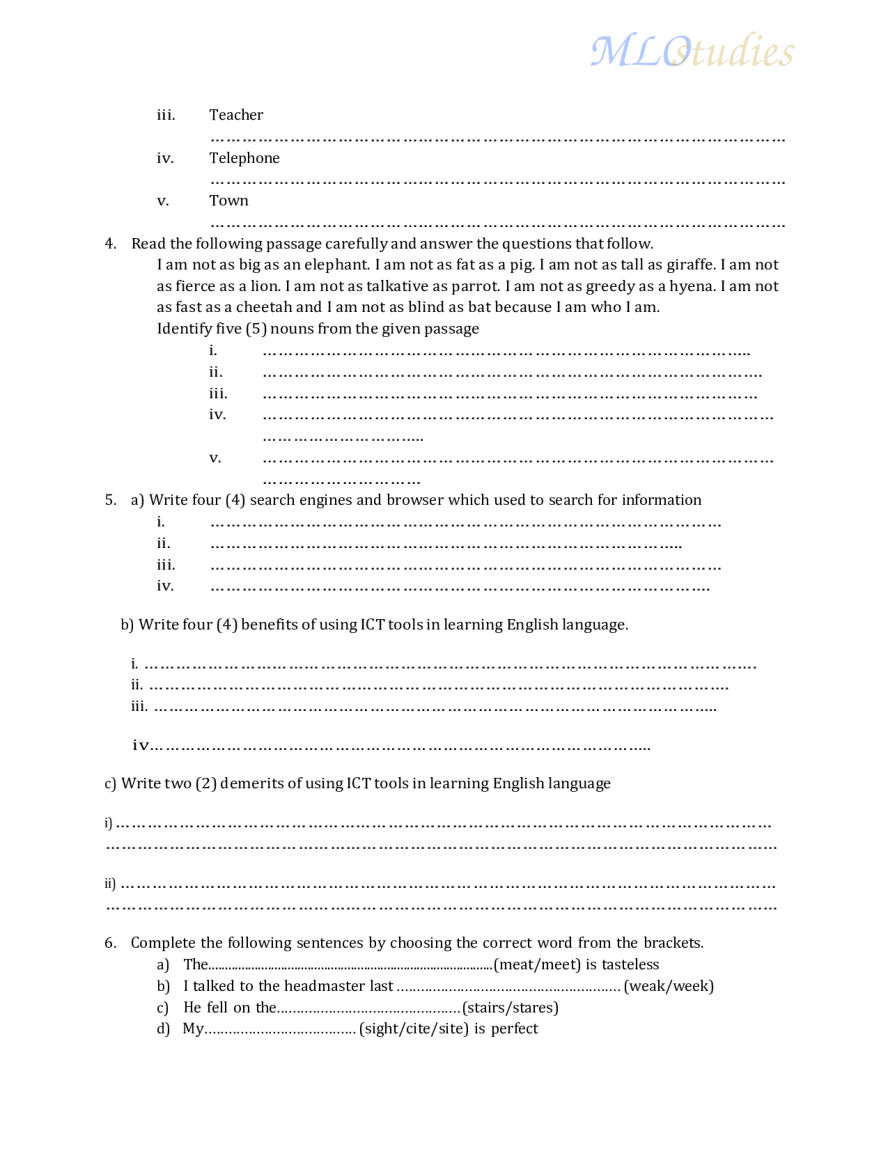 MLOstudies
iii. Teacher
……………………………………………………………………………………………
iv. Telephone
……………………………………………………………………………………………
v. Town
……………………………………………………………………………………………
4. Read the following passage carefully and answer the questions that follow.
I am not as big as an elephant. I am not as fat as a pig. I am not as tall as giraffe. I am not
as fierce as a lion. I am not as talkative as parrot. I am not as greedy as a hyena. I am not
as fast as a cheetah and I am not as blind as bat because I am who I am.
Identify five (5) nouns from the given passage
i. ……………………………………………………………………………..
ii. ……………………………………………………………………………….
iii. ………………………………………………………………………………
iv. …………………………………………………………………………………
………………………..
v. …………………………………………………………………………………
…………………………
5. a) Write four (4) search engines and browser which used to search for information
i. …………………………………………………………………………………
ii. …………………………………………………………………………..
iii. …………………………………………………………………………………
iv. ……………………………………………………………………………….
b) Write four (4) benefits of using ICT tools in learning English language.
i. ………………………………………………………………………………………………….
ii. …………………………………………………………………………………………….
iii. …………………………………………………………………………………………..
iv………………………………………………………………………………..
c) Write two (2) demerits of using ICT tools in learning English language
i) …………………………………………………………………………………………………………
……………………………………………………………………………………………………………
ii) …………………………………………………………………………………………………………
……………………………………………………………………………………………………………
6. Complete the following sentences by choosing the correct word from the brackets.
a) The.....................................................................................(meat/meet) is tasteless
b) I talked to the headmaster last ………………………………………………… (weak/week)
c) He fell on the……………………………………….(stairs/stares)
d) My……………………………….. (sight/cite/site) is perfect